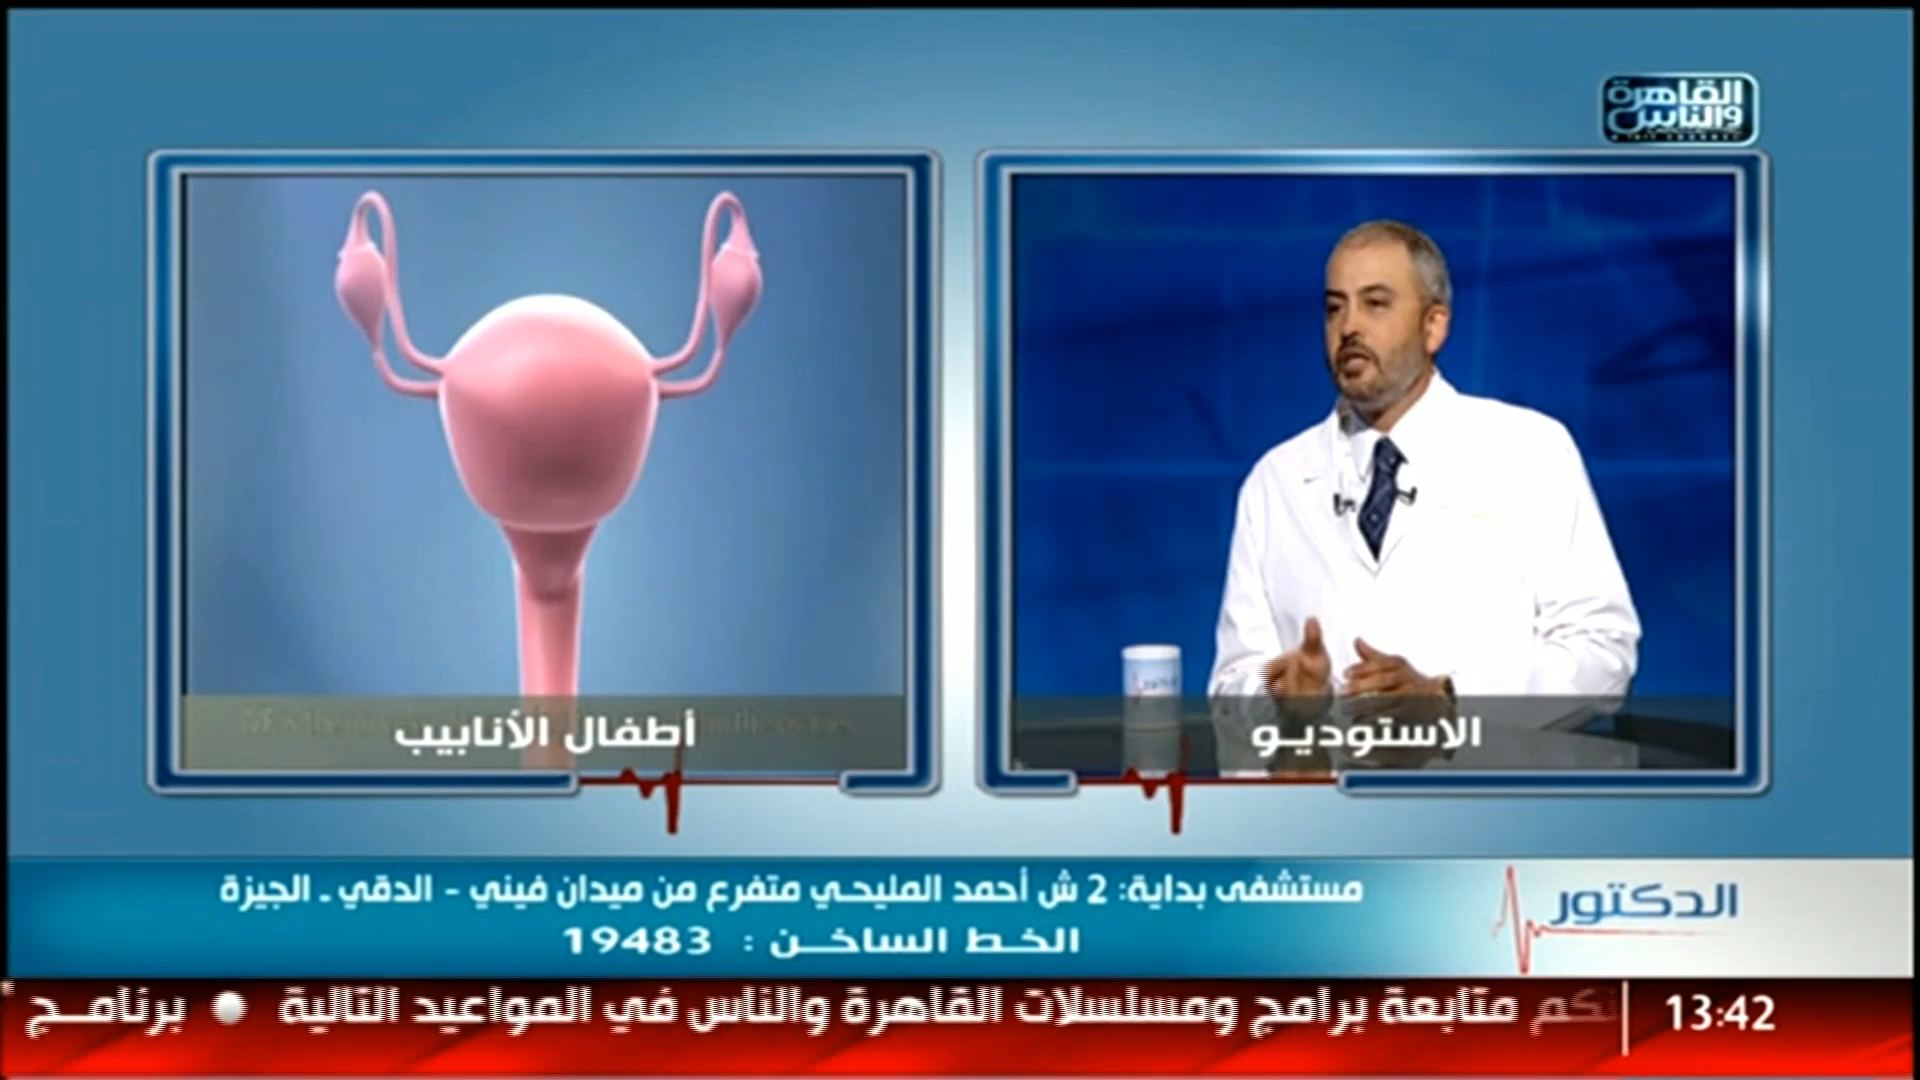 القاهرة
والناس
أطفال الأنابيب
الاستوديو
الدكتور
مستشفى بداية: 2 ش أحمد المليحي متفرع من ميدان فيني - الدقي - الجيزة
الخط الساخن : 19483
13:42
متابعة برامج ومسلسلات القاهرة والناس في المواعيد التالية ● برنامج